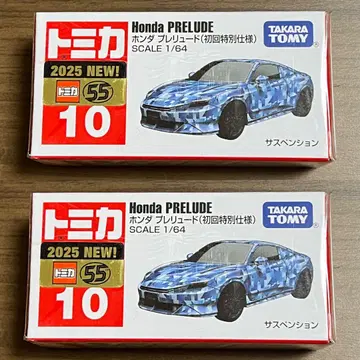 トミカ
2025 NEW!
トミカ 55
10
Honda PRELUDE
ホンダ プレリュード(初回特別仕様)
SCALE 1/64
TAKARA
TOMY
サスペンション
トミカ
2025 NEW!
トミカ 55
10
Honda PRELUDE
ホンダ プレリュード(初回特別仕様)
SCALE 1/64
TAKARA
TOMY
サスペンション